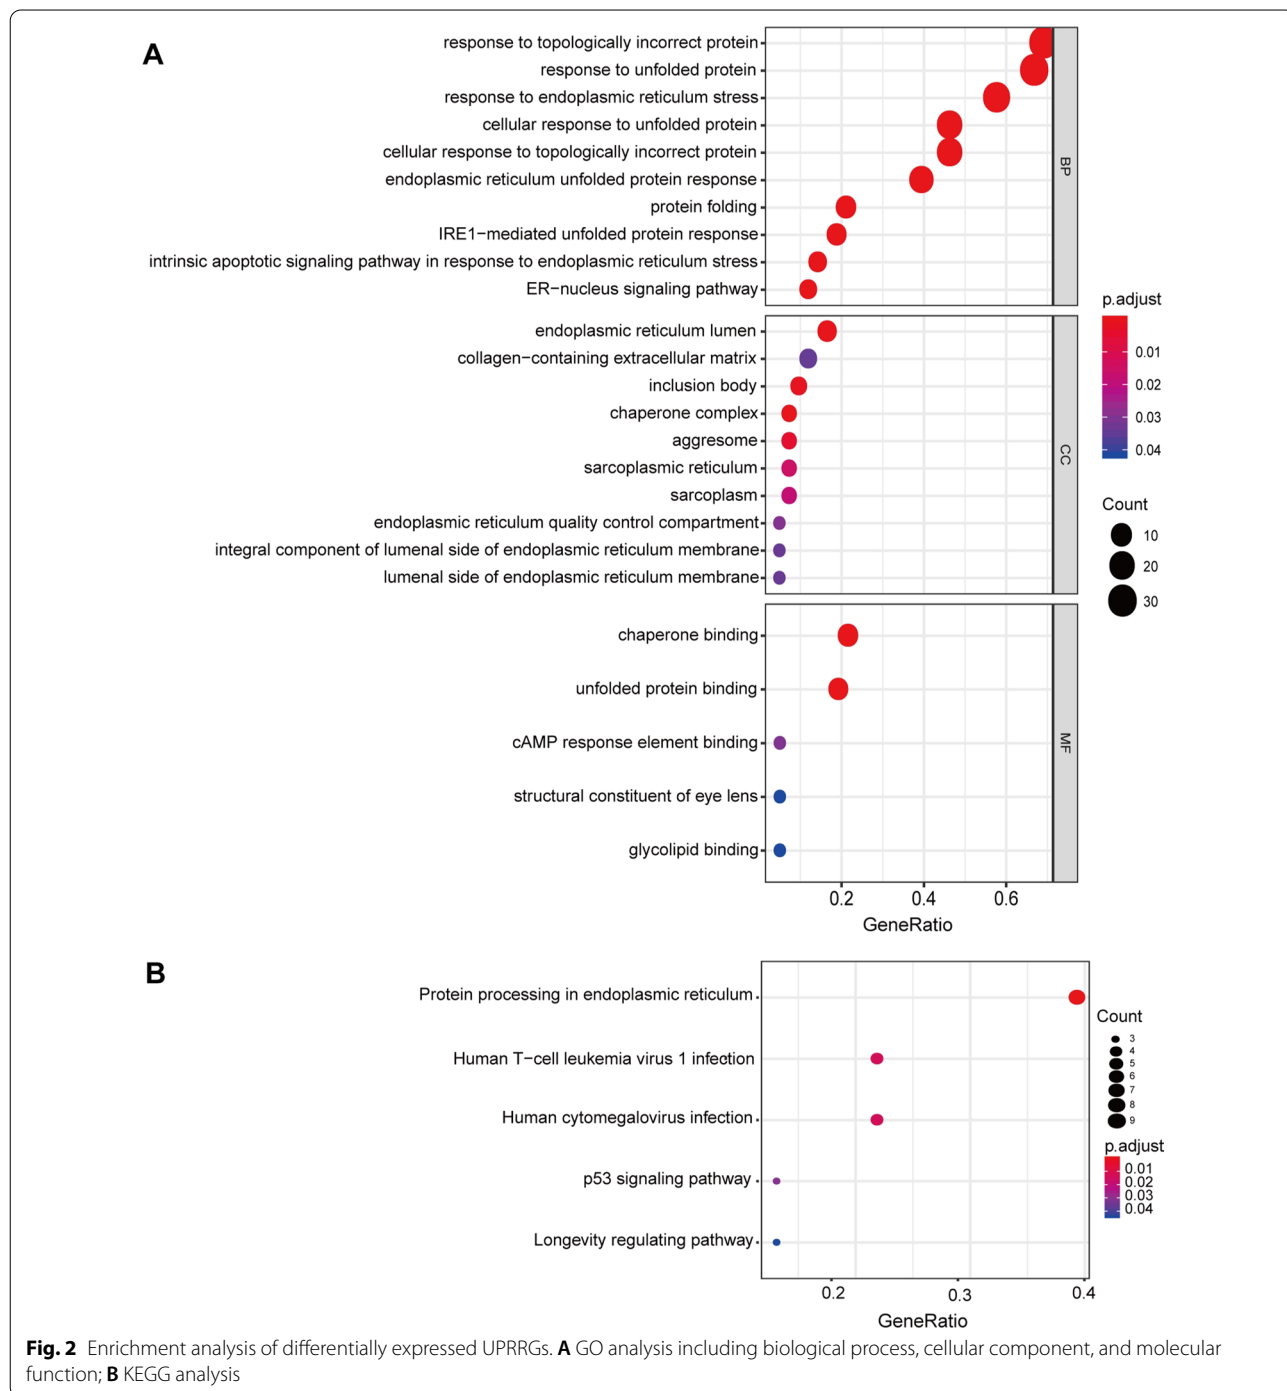 A
response to topologically incorrect protein
response to unfolded protein
response to endoplasmic reticulum stress
cellular response to unfolded protein
cellular response to topologically incorrect protein
endoplasmic reticulum unfolded protein response
protein folding
IRE1−mediated unfolded protein response
intrinsic apoptotic signaling pathway in response to endoplasmic reticulum stress
ER−nucleus signaling pathway
BP
endoplasmic reticulum lumen
collagen−containing extracellular matrix
inclusion body
chaperone complex
aggresome
sarcoplasmic reticulum
sarcoplasm
endoplasmic reticulum quality control compartment
integral component of lumenal side of endoplasmic reticulum membrane
lumenal side of endoplasmic reticulum membrane
CC
chaperone binding
unfolded protein binding
cAMP response element binding
structural constituent of eye lens
glycolipid binding
MF
0.2 0.4 0.6
GeneRatio
p.adjust
0.01
0.02
0.03
0.04
Count
10
20
30
B
Protein processing in endoplasmic reticulum
Human T−cell leukemia virus 1 infection
Human cytomegalovirus infection
p53 signaling pathway
Longevity regulating pathway
0.2 0.3 0.4
GeneRatio
Count
3
4
5
6
7
8
9
p.adjust
0.01
0.02
0.03
0.04
Fig. 2 Enrichment analysis of differentially expressed UPRRGs. A GO analysis including biological process, cellular component, and molecular
function; B KEGG analysis